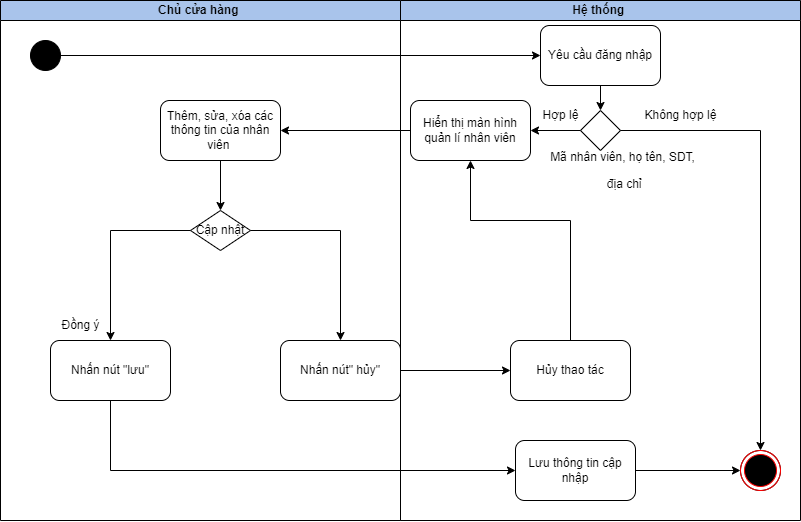 Chủ cửa hàng
Hệ thống
Yêu cầu đăng nhập
Thêm, sửa, xóa các
thông tin của nhân
viên
Hiển thị màn hình
quản lí nhân viên
Hợp lệ
Không hợp lệ
Mã nhân viên, họ tên, SDT,
địa chỉ
Cập nhật
Đồng ý
Nhấn nút "lưu"
Nhấn nút" hủy"
Hủy thao tác
Lưu thông tin cập
nhập